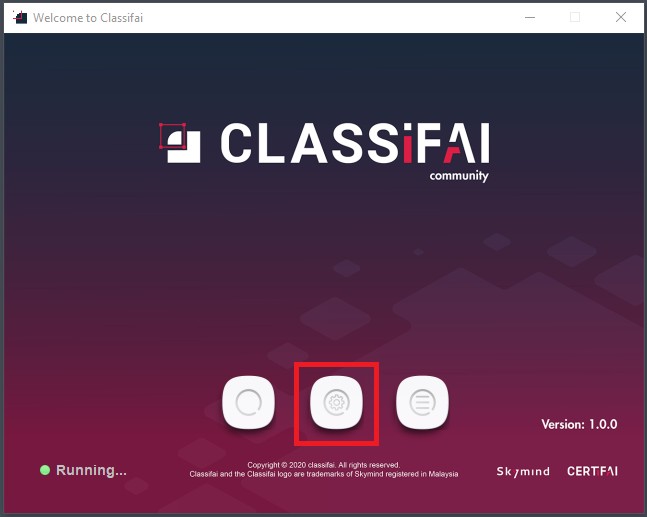 Welcome to Classifai
CLASSiFAI
community
Version: 1.0.0
Running...
Copyright © 2020 classifai. All rights reserved.
Classifai and the Classifai logo are trademarks of Skymind registered in Malaysia
Skymind CERTIFAI